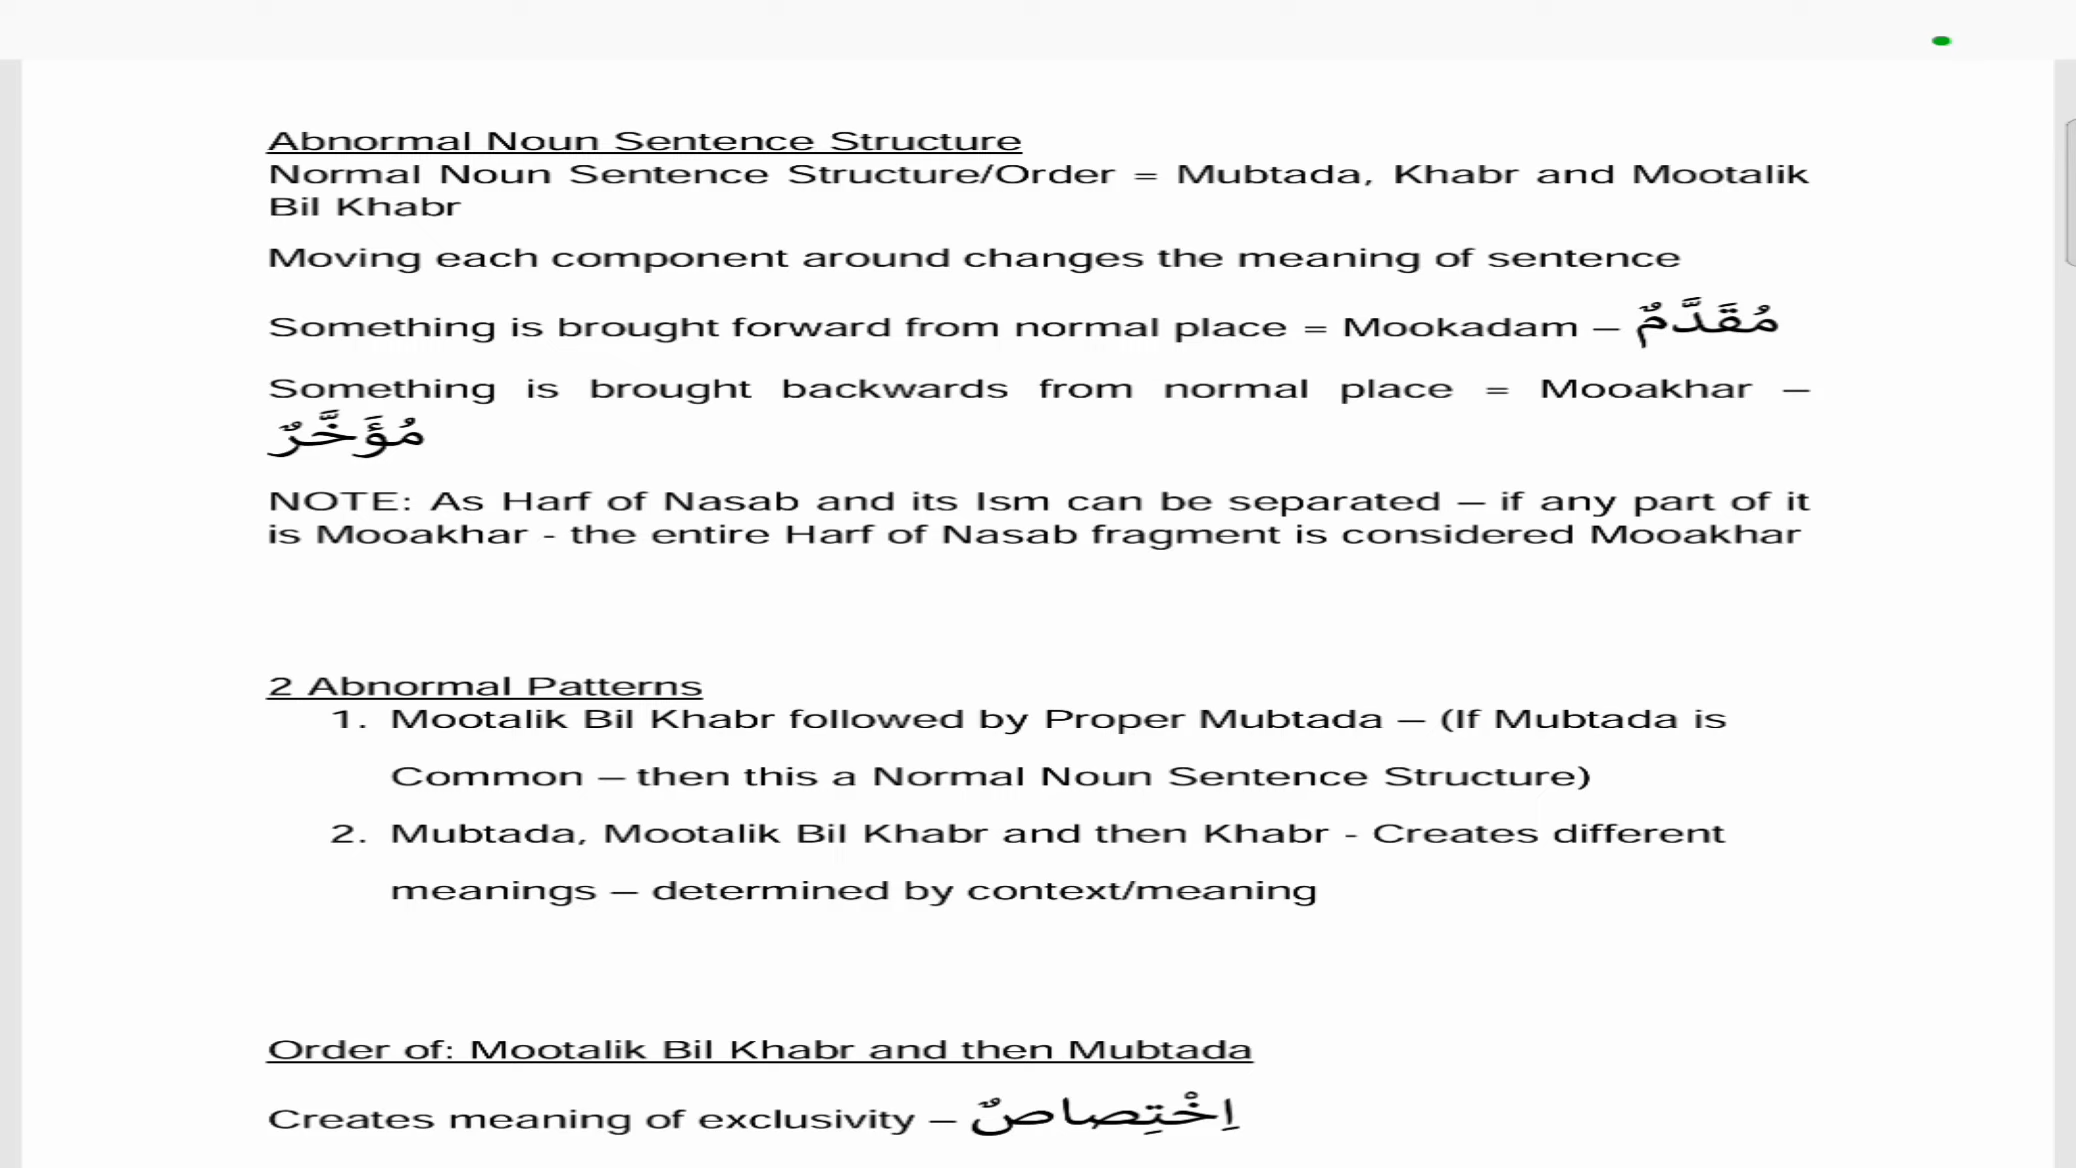 Abnormal Noun Sentence Structure
Normal Noun Sentence Structure/Order = Mubtada, Khabr and Mootalik
Bil Khabr
Moving each component around changes the meaning of sentence
Something is brought forward from normal place = Mookadam – مُقَدَّمٌ
Something is brought backwards from normal place = Mooakhar –
مُؤَخَّرٌ
NOTE: As Harf of Nasab and its Ism can be separated – if any part of it
is Mooakhar - the entire Harf of Nasab fragment is considered Mooakhar
2 Abnormal Patterns
1. Mootalik Bil Khabr followed by Proper Mubtada – (If Mubtada is
Common – then this a Normal Noun Sentence Structure)
2. Mubtada, Mootalik Bil Khabr and then Khabr - Creates different
meanings – determined by context/meaning
Order of: Mootalik Bil Khabr and then Mubtada
Creates meaning of exclusivity – اِخْتِصاصٌ